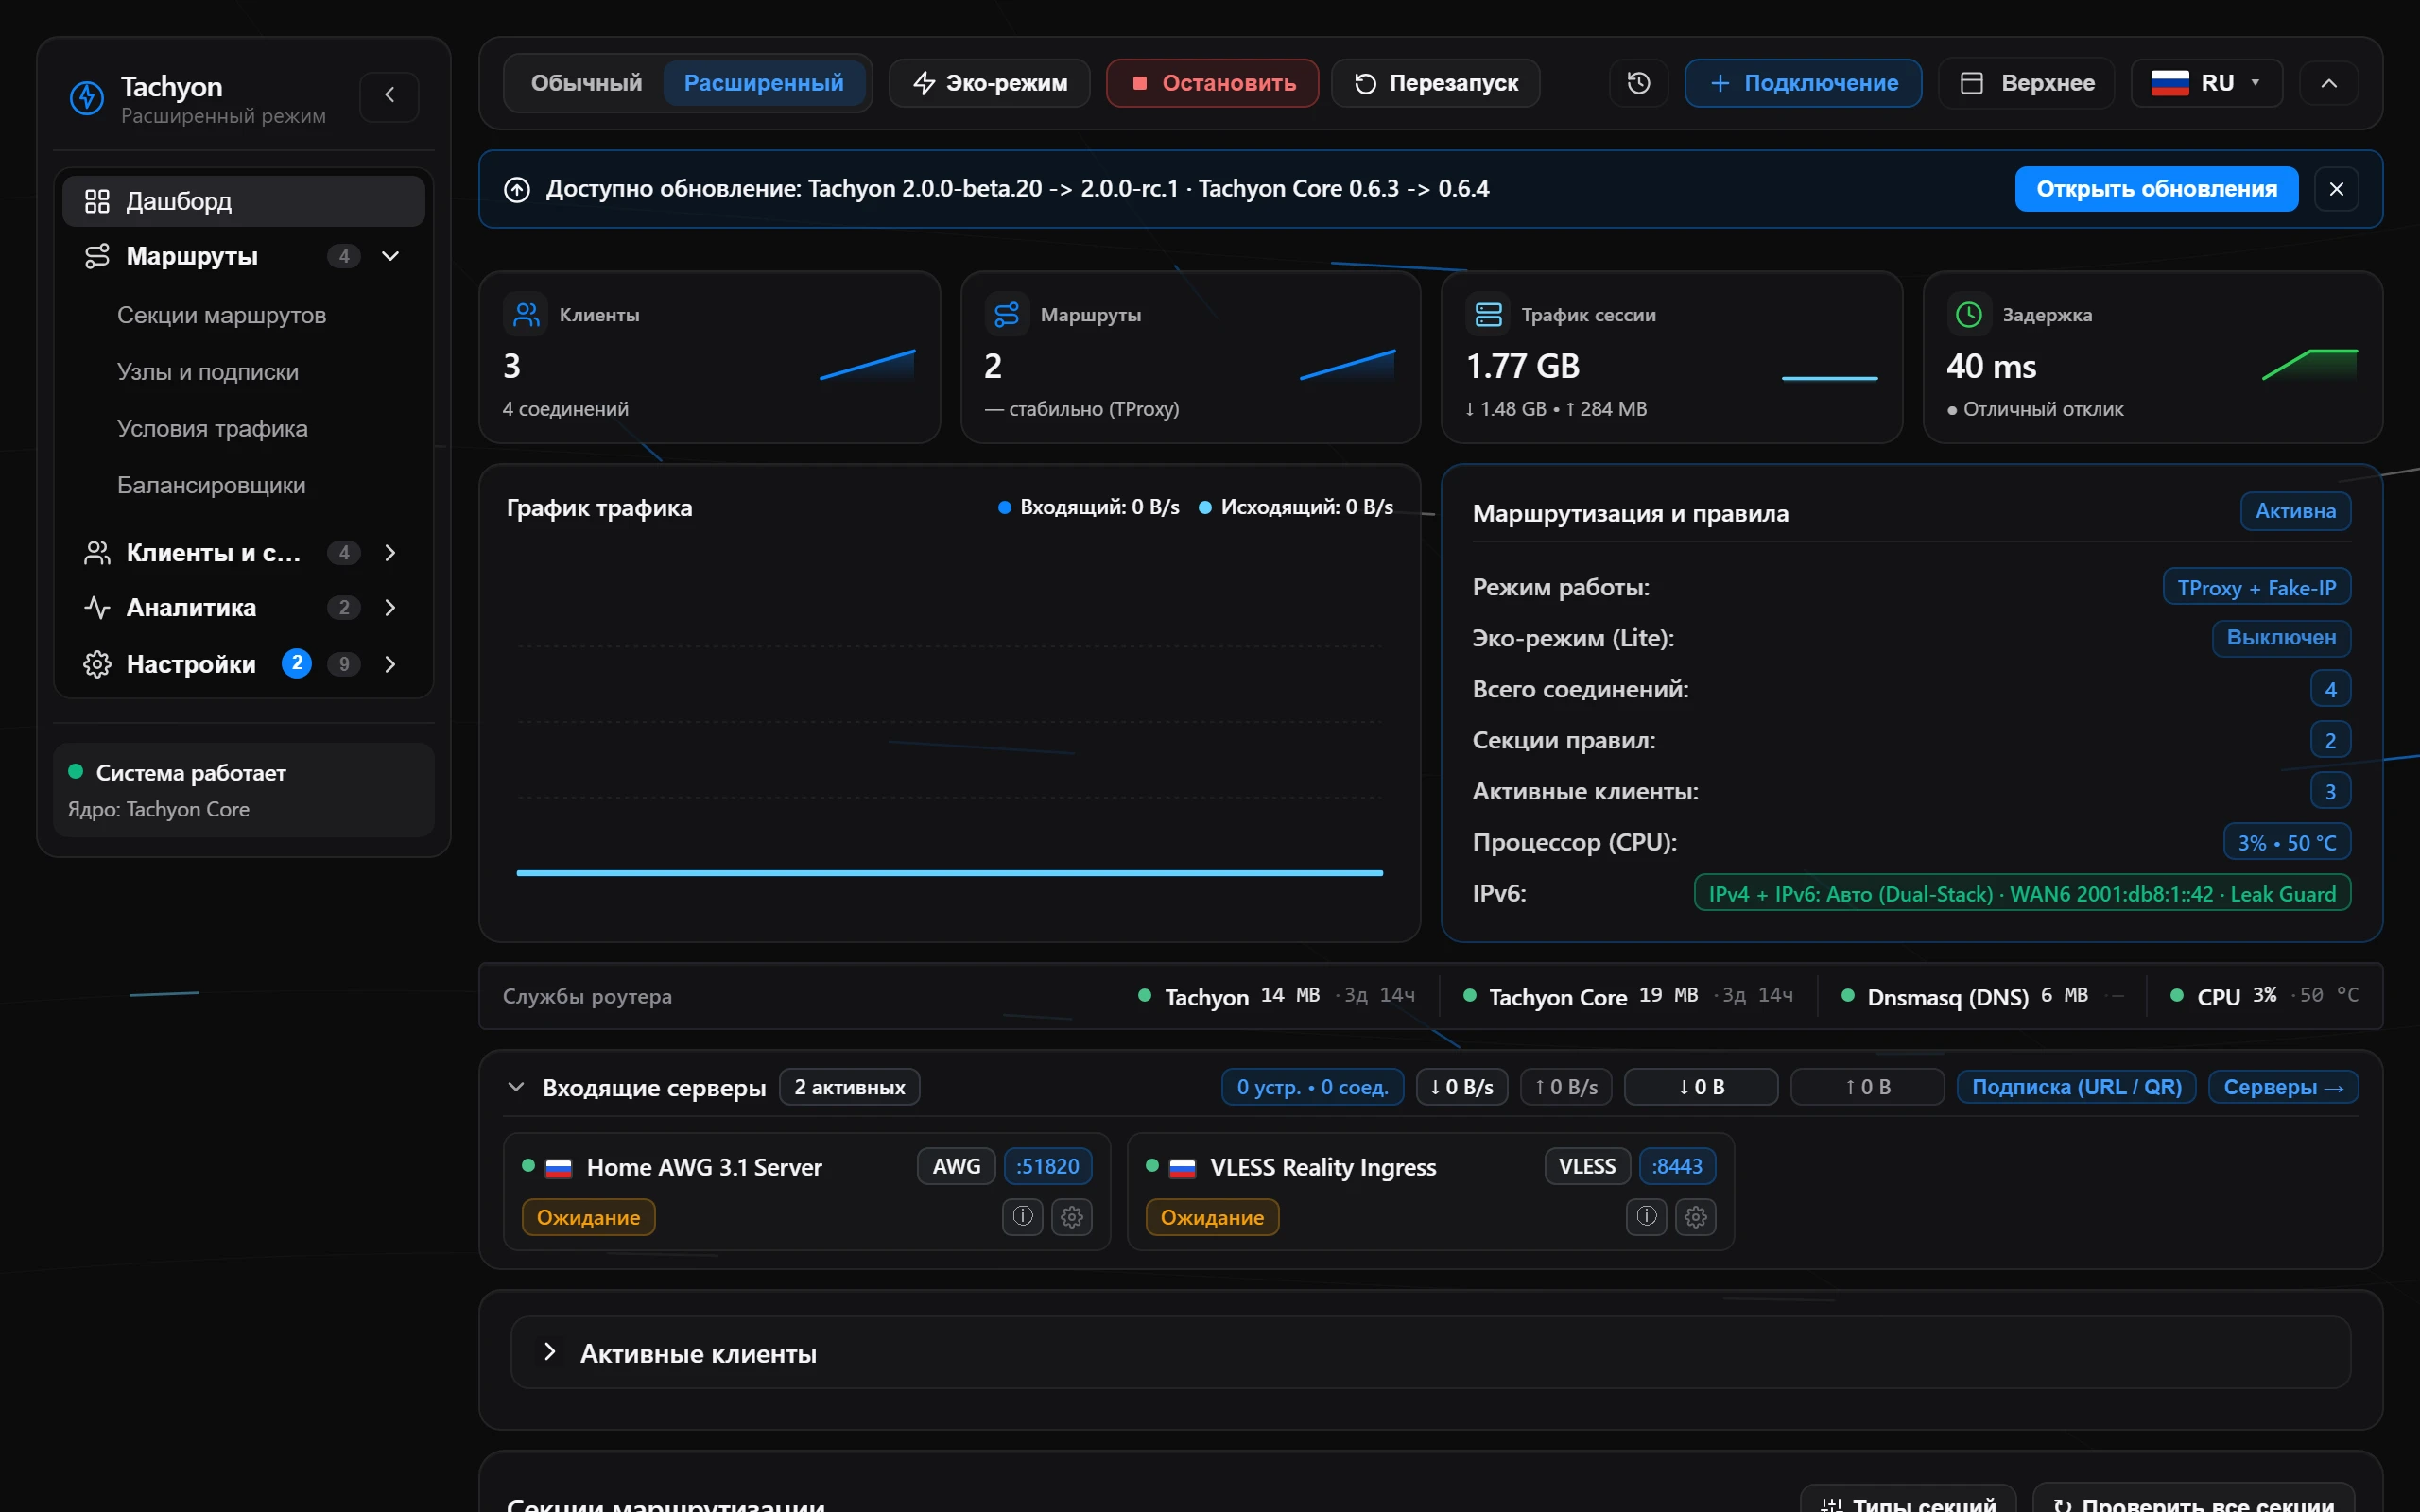 Tachyon
Расширенный режим
Дашборд
Маршруты 4
Секции маршрутов
Узлы и подписки
Условия трафика
Балансировщики
Клиенты и с... 4
Аналитика 2
Настройки 2 9
Система работает
Ядро: Tachyon Core
Обычный Расширенный Эко-режим Остановить Перезапуск Подключение Верхнее RU
Доступно обновление: Tachyon 2.0.0-beta.20 -> 2.0.0-rc.1 · Tachyon Core 0.6.3 -> 0.6.4 Открыть обновления
Клиенты
3
4 соединений
Маршруты
2
— стабильно (TProxy)
Трафик сессии
1.77 GB
↓ 1.48 GB • ↑ 284 MB
Задержка
40 ms
● Отличный отклик
График трафика Входящий: 0 B/s Исходящий: 0 B/s
Маршрутизация и правила Активна
Режим работы: TProxy + Fake-IP
Эко-режим (Lite): Выключен
Всего соединений: 4
Секции правил: 2
Активные клиенты: 3
Процессор (CPU): 3% • 50 °C
IPv6: IPv4 + IPv6: Авто (Dual-Stack) · WAN6 2001:db8:1::42 · Leak Guard
Службы роутера Tachyon 14 MB ·3д 14ч Tachyon Core 19 MB ·3д 14ч Dnsmasq (DNS) 6 MB ·— CPU 3% ·50 °C
Входящие серверы 2 активных 0 устр. • 0 соед. ↓ 0 B/s ↑ 0 B/s ↓ 0 B ↑ 0 B Подписка (URL / QR) Серверы →
Home AWG 3.1 Server AWG :51820
Ожидание
VLESS Reality Ingress VLESS :8443
Ожидание
Активные клиенты
Секции маршрутизации Типы секций Проверить все секции